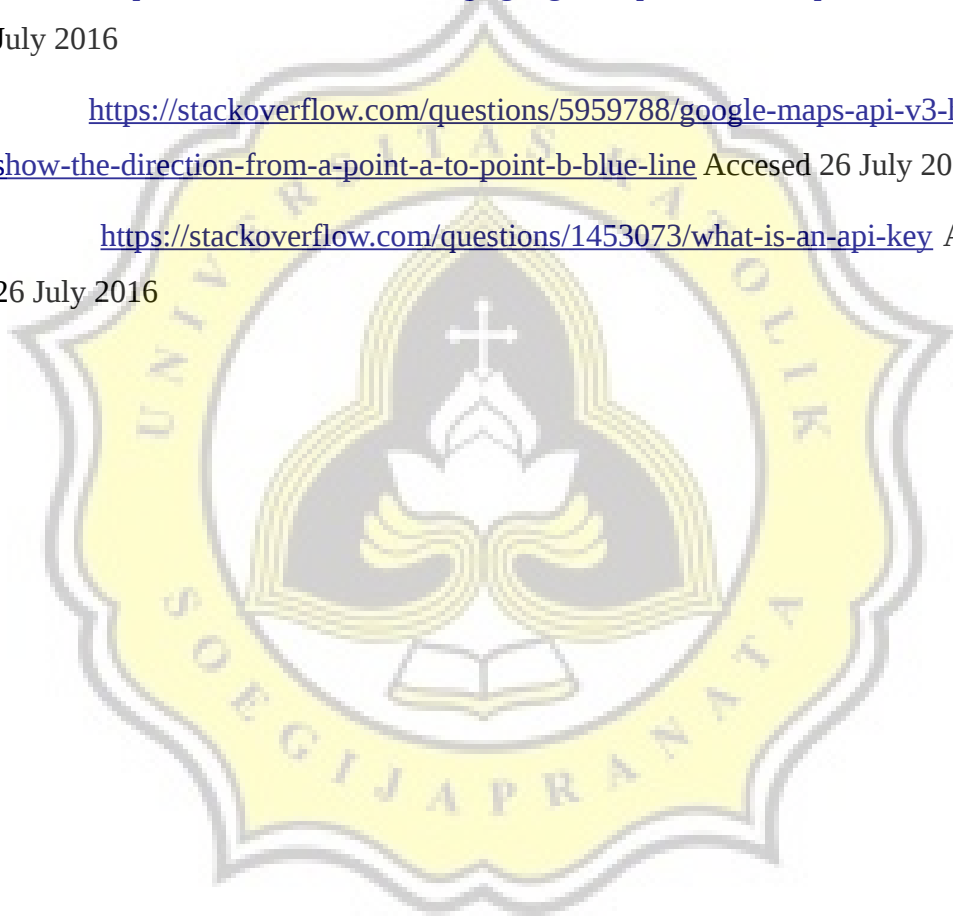 July 2016
https://stackoverflow.com/questions/5959788/google-maps-api-v3-h
show-the-direction-from-a-point-a-to-point-b-blue-line Accesed 26 July 20
https://stackoverflow.com/questions/1453073/what-is-an-api-key A
26 July 2016
UNIVERSITAS KATOLIK
SOEGIJAPRANATA